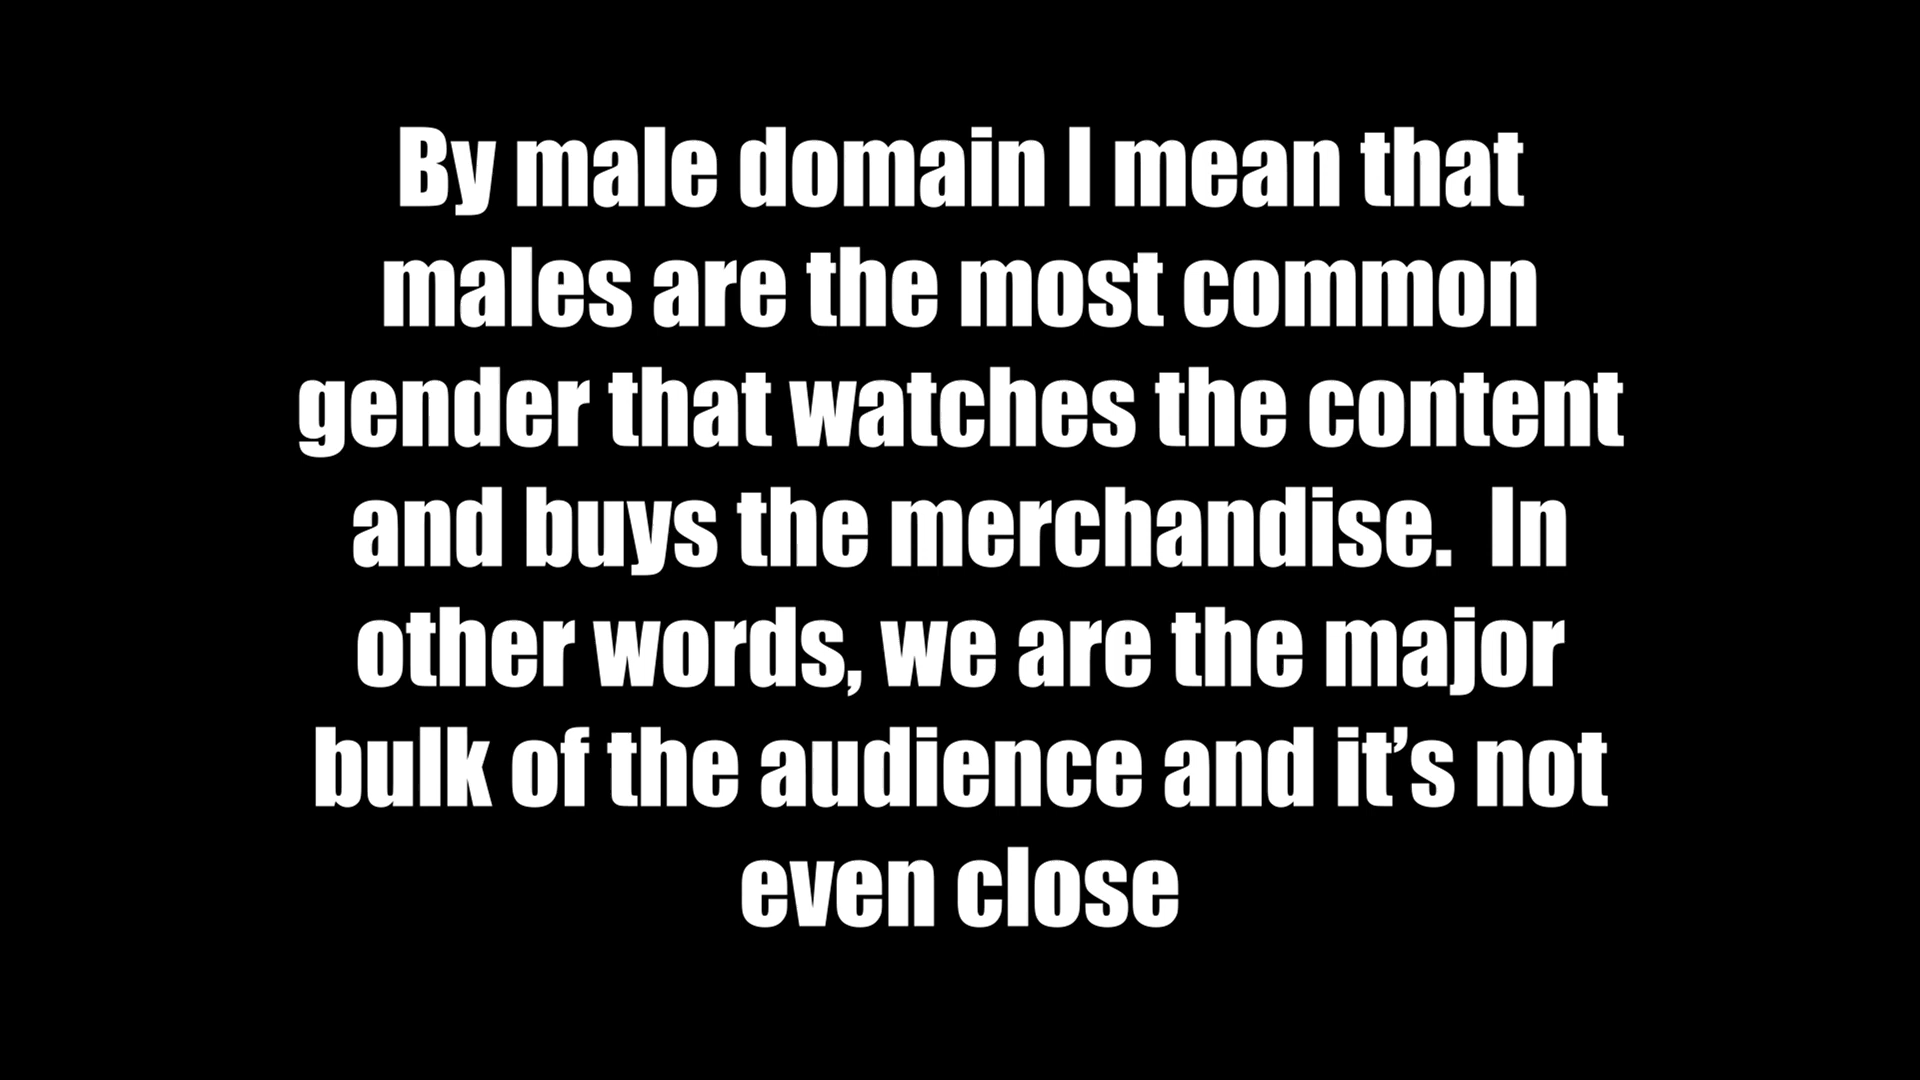 By male domain I mean that
males are the most common
gender that watches the content
and buys the merchandise.  In
other words, we are the major
bulk of the audience and it’s not
even close